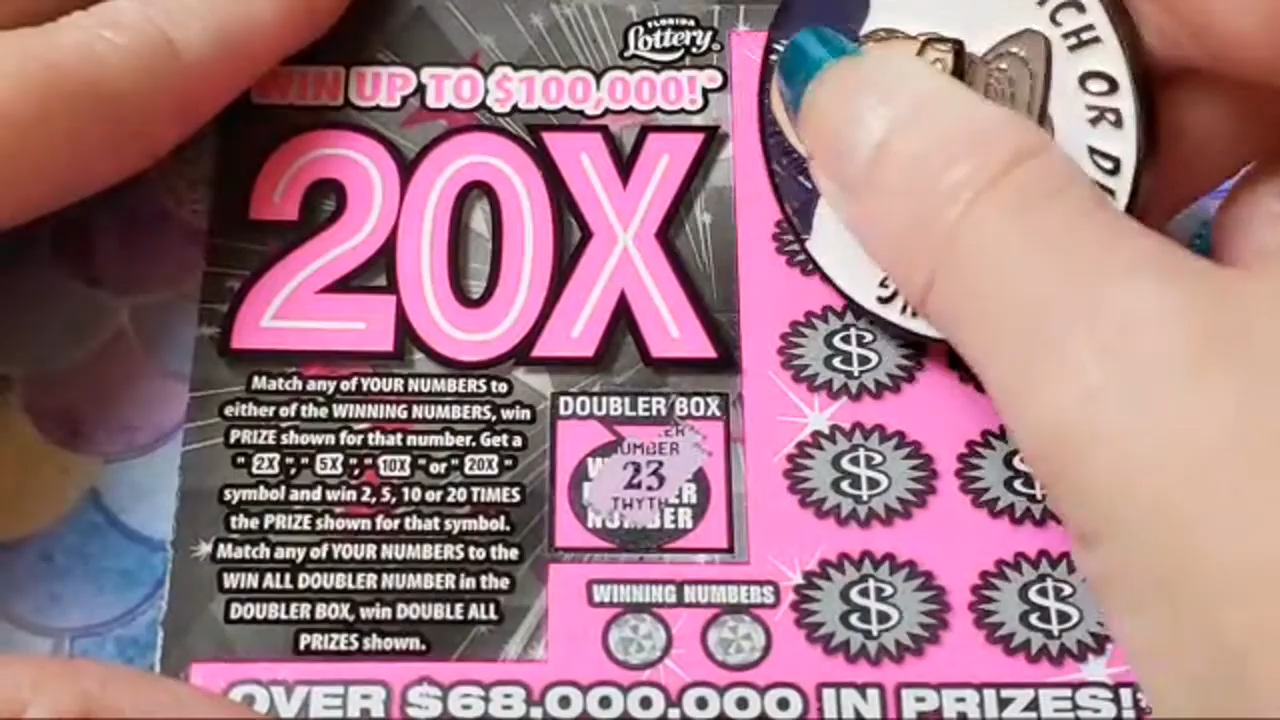 FLORIDA
Lottery
WIN UP TO $100,000!*
20X
Match any of YOUR NUMBERS to
either of the WINNING NUMBERS, win
PRIZE shown for that number. Get a
"2X", "5X", "10X" or "20X"
symbol and win 2, 5, 10 or 20 TIMES
the PRIZE shown for that symbol.
Match any of YOUR NUMBERS to the
WIN ALL DOUBLER NUMBER in the
DOUBLER BOX, win DOUBLE ALL
PRIZES shown.
DOUBLER BOX
NUMBER
23
TWYTH
NUMBER
WINNING NUMBERS
$
$
$
$
$
OVER $68,000,000 IN PRIZES!*
OR